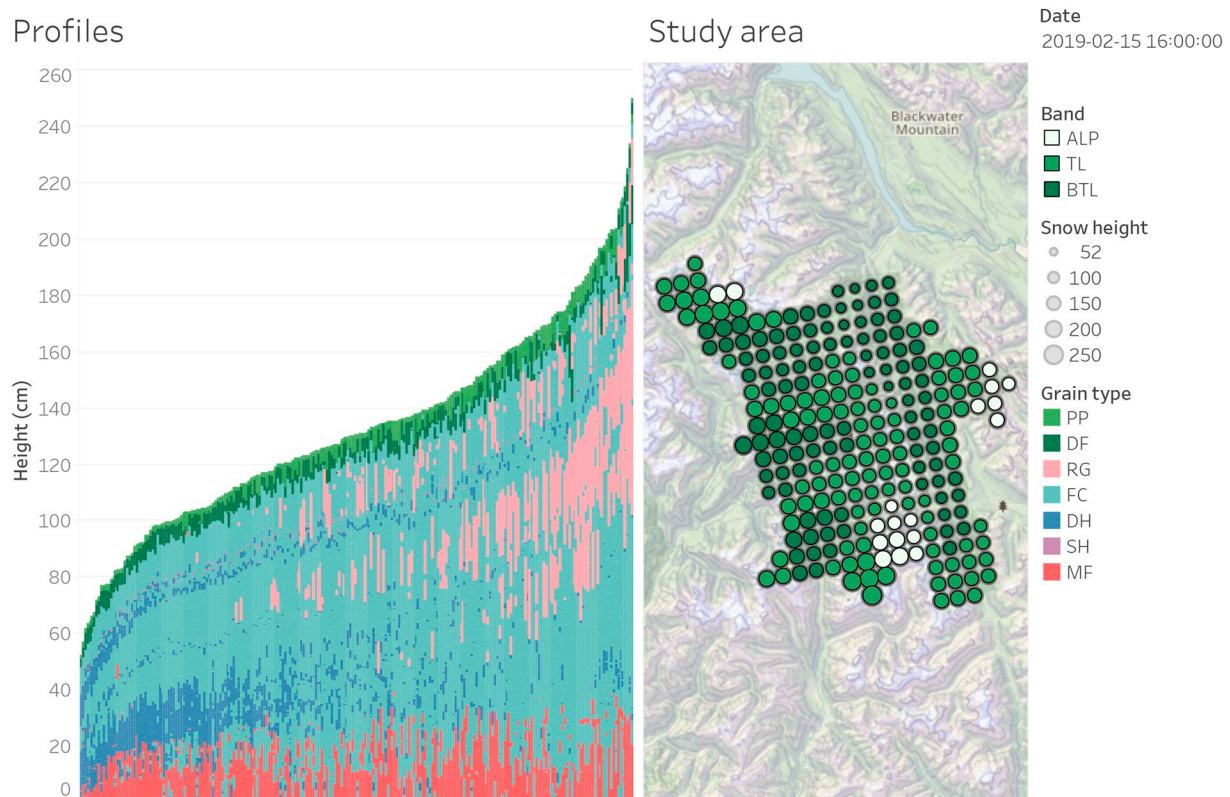 Profiles
Study area
Date
2019-02-15 16:00:00
260
240
220
200
180
160
140
120
100
80
60
40
20
0
Height (cm)
Blackwater
Mountain
Band
ALP
TL
BTL
Snow height
52
100
150
200
250
Grain type
PP
DF
RG
FC
DH
SH
MF